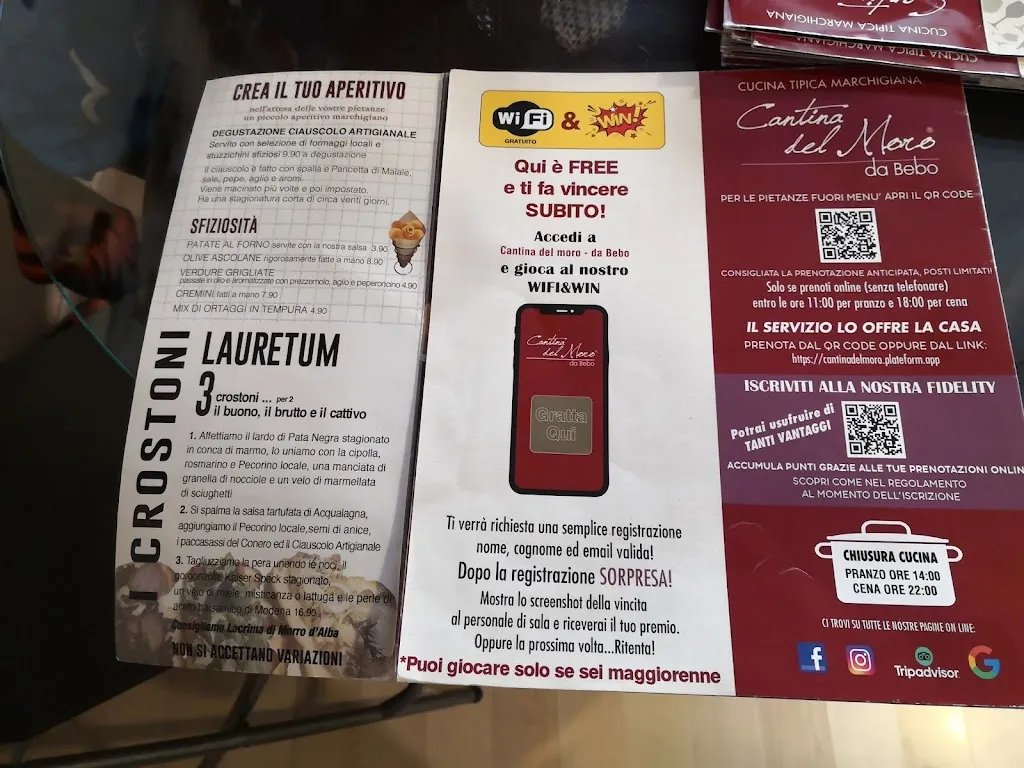 CREA IL TUO APERITIVO
nell'attesa delle vostre pietanze
un piccolo aperitivo marchigiano
DEGUSTAZIONE CIAUSCOLO ARTIGIANALE
Servito con selezione di formaggi locali e
stuzzichini sfiziosi 9.90 a degustazione
Il ciauscolo è fatto con spalla e Pancetta di Maiale,
sale, pepe, aglio e aromi.
Viene macinato più volte e poi impostato.
Ha una stagionatura corta di circa venti giorni.
SFIZIOSITÀ
PATATE AL FORNO servite con la nostra salsa 3.90
OLIVE ASCOLANE rigorosamente fatte a mano 8.90
VERDURE GRIGLIATE
passate in olio e aromatizzate con prezzemolo, aglio e peperoncino 4.90
CREMINI fatti a mano 7.90
MIX DI ORTAGGI IN TEMPURA 4.90
I CROSTONI
LAURETUM
3 crostoni ... per 2
il buono, il brutto e il cattivo
1. Affettiamo il lardo di Pata Negra stagionato
in conca di marmo, lo uniamo con la cipolla,
rosmarino e Pecorino locale, una manciata di
granella di nocciole e un velo di marmellata
di sciughetti
2. Si spalma la salsa tartufata di Acqualagna,
aggiungiamo il Pecorino locale, semi di anice,
i paccasassi del Conero ed il Ciauscolo Artigianale
3. Tagliuzziamo la pera unendo le noci, il
gorgonzola, Kaiser Speck stagionato,
un velo di miele, misticanza o lattuga e le perle di
aceto balsamico di Modena 16.90
Consigliamo Lacrima di Morro d'Alba
NON SI ACCETTANO VARIAZIONI
WiFi & WIN!
GRATUITO
Qui è FREE
e ti fa vincere
SUBITO!
Accedi a
Cantina del moro - da Bebo
e gioca al nostro
WIFI&WIN
Cantina
del Moro
da Bebo
Gratta
Qui
Ti verrà richiesta una semplice registrazione
nome, cognome ed email valida!
Dopo la registrazione SORPRESA!
Mostra lo screenshot della vincita
al personale di sala e riceverai il tuo premio.
Oppure la prossima volta...Ritenta!
*Puoi giocare solo se sei maggiorenne
CUCINA TIPICA MARCHIGIANA
CUCINA TIPICA MARCHIGIANA
CUCINA TIPICA MARCHIGIANA
Cantina
del Moro®
da Bebo
PER LE PIETANZE FUORI MENU' APRI IL QR CODE
CONSIGLIATA LA PRENOTAZIONE ANTICIPATA, POSTI LIMITATI!
Solo se prenoti online (senza telefonare)
entro le ore 11:00 per pranzo e 18:00 per cena
IL SERVIZIO LO OFFRE LA CASA
PRENOTA DAL QR CODE OPPURE DAL LINK:
https://cantinadelmoro.plateform.app
ISCRIVITI ALLA NOSTRA FIDELITY
Potrai usufruire di
TANTI VANTAGGI
ACCUMULA PUNTI GRAZIE ALLE TUE PRENOTAZIONI ONLIN
SCOPRI COME NEL REGOLAMENTO
AL MOMENTO DELL'ISCRIZIONE
CHIUSURA CUCINA
PRANZO ORE 14:00
CENA ORE 22:00
CI TROVI SU TUTTE LE NOSTRE PAGINE ON LINE:
Tripadvisor